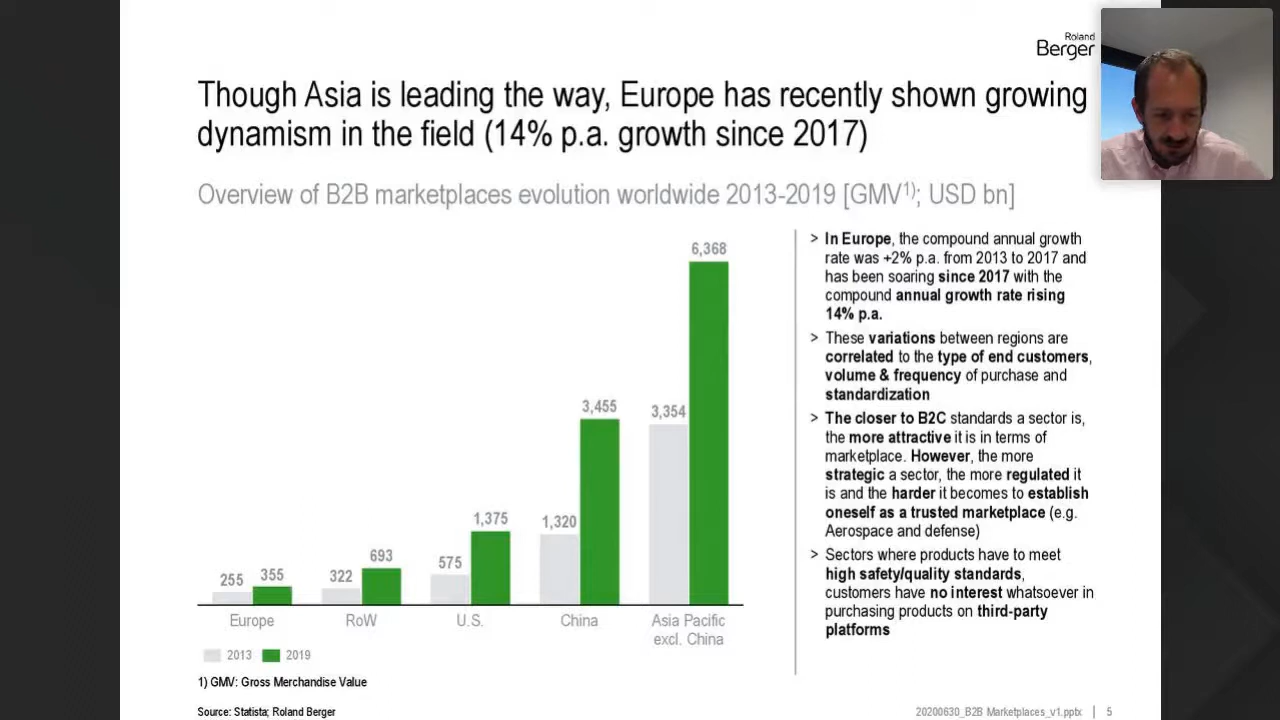 Roland
Berger
Though Asia is leading the way, Europe has recently shown growing
dynamism in the field (14% p.a. growth since 2017)
Overview of B2B marketplaces evolution worldwide 2013-2019 [GMV1); USD bn]
255
355
322
693
575
1,375
1,320
3,455
3,354
6,368
Europe
RoW
U.S.
China
Asia Pacific
excl. China
2013
2019
> In Europe, the compound annual growth
rate was +2% p.a. from 2013 to 2017 and
has been soaring since 2017 with the
compound annual growth rate rising
14% p.a.
> These variations between regions are
correlated to the type of end customers,
volume & frequency of purchase and
standardization
> The closer to B2C standards a sector is,
the more attractive it is in terms of
marketplace. However, the more
strategic a sector, the more regulated it
is and the harder it becomes to establish
oneself as a trusted marketplace (e.g.
Aerospace and defense)
> Sectors where products have to meet
high safety/quality standards,
customers have no interest whatsoever in
purchasing products on third-party
platforms
1) GMV: Gross Merchandise Value
Source: Statista; Roland Berger
20200630_B2B Marketplaces_v1.pptx | 5